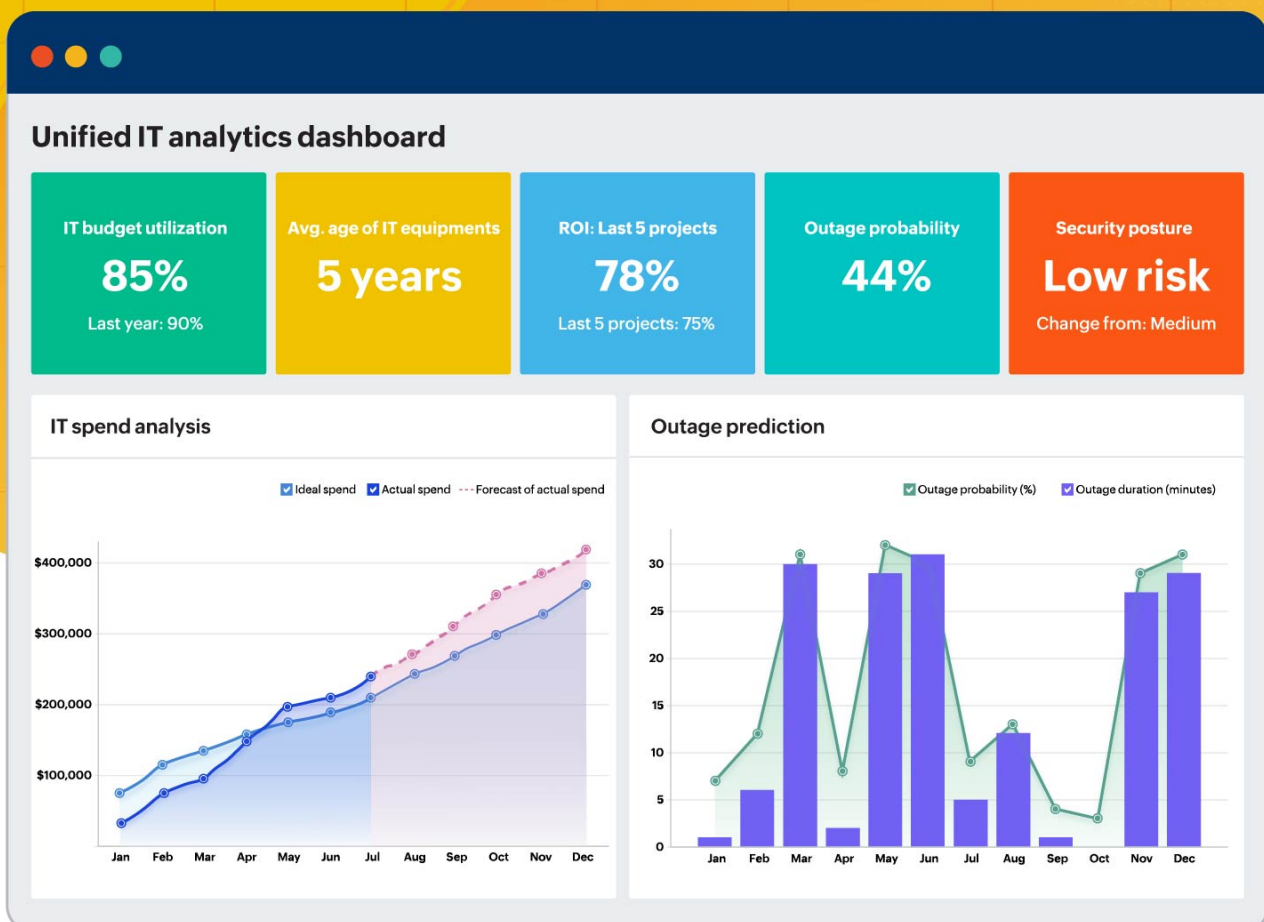 Unified IT analytics dashboard
IT budget utilization
85%
Last year: 90%
Avg. age of IT equipments
5 years
ROI: Last 5 projects
78%
Last 5 projects: 75%
Outage probability
44%
Security posture
Low risk
Change from: Medium
IT spend analysis
Ideal spend Actual spend Forecast of actual spend
$400,000
$300,000
$200,000
$100,000
Jan Feb Mar Apr May Jun Jul Aug Sep Oct Nov Dec
Outage prediction
Outage probability (%) Outage duration (minutes)
30
25
20
15
10
5
0
Jan Feb Mar Apr May Jun Jul Aug Sep Oct Nov Dec